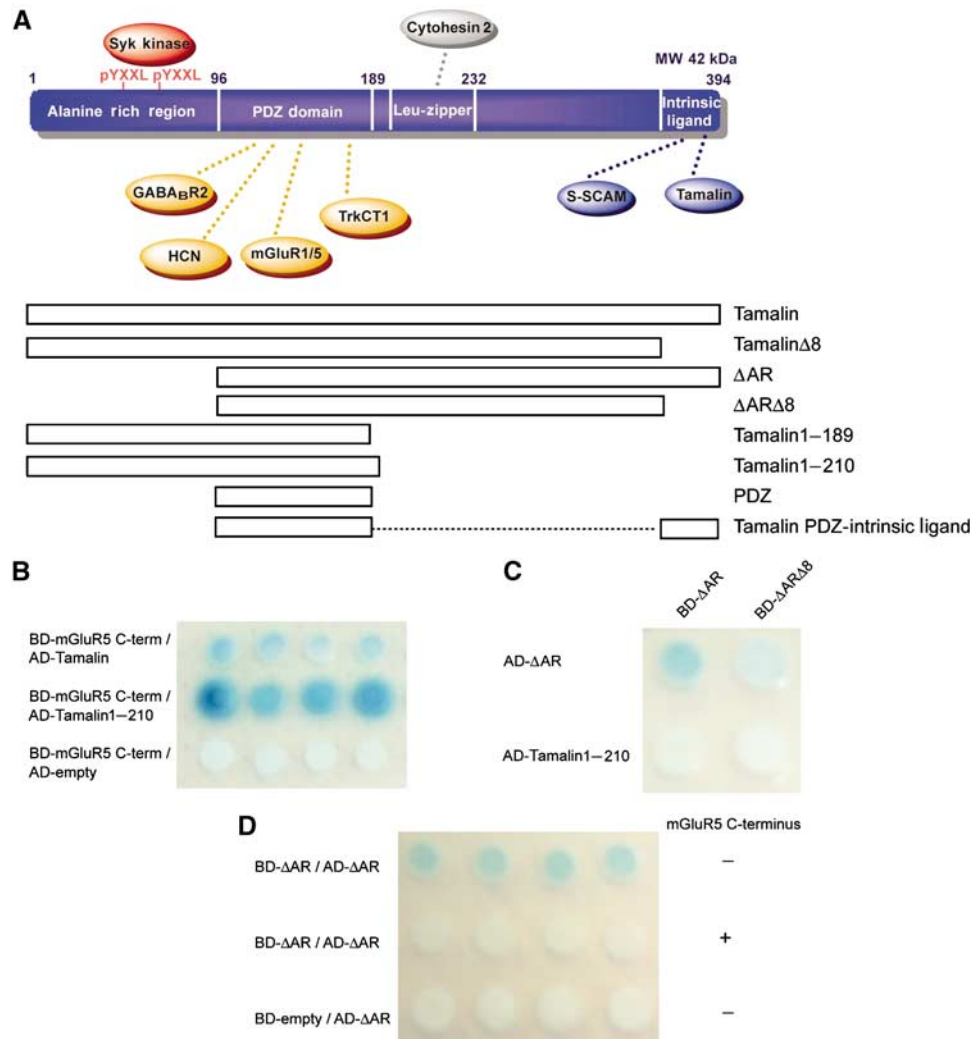 A
Syk kinase
Cytohesin 2
MW 42 kDa
1 pYXXL pYXXL 96 189 232 394
Alanine rich region PDZ domain Leu-zipper Intrinsic
ligand
GABABR2
HCN
mGluR1/5
TrkCT1
S-SCAM
Tamalin
Tamalin
TamalinΔ8
ΔAR
ΔARΔ8
Tamalin1–189
Tamalin1–210
PDZ
Tamalin PDZ-intrinsic ligand
B
BD-mGluR5 C-term /
AD-Tamalin
BD-mGluR5 C-term /
AD-Tamalin1–210
BD-mGluR5 C-term /
AD-empty
C
BD-ΔAR
BD-ΔARΔ8
AD-ΔAR
AD-Tamalin1–210
D
mGluR5 C-terminus
BD-ΔAR / AD-ΔAR –
BD-ΔAR / AD-ΔAR +
BD-empty / AD-ΔAR –